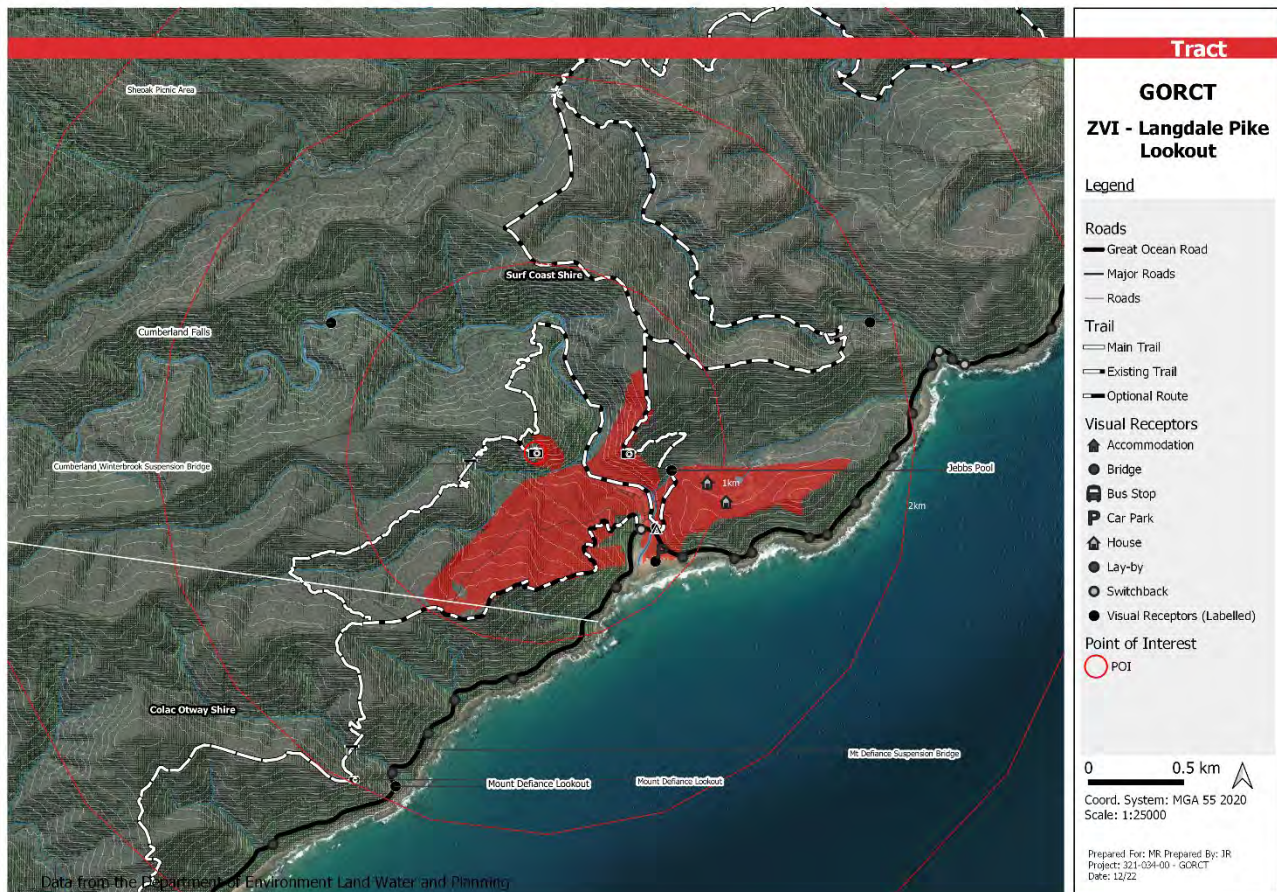 Tract
GORCT
ZVI - Langdale Pike
Lookout
Legend
Roads
Great Ocean Road
Major Roads
Roads
Trail
Main Trail
Existing Trail
Optional Route
Visual Receptors
Accommodation
Bridge
Bus Stop
Car Park
House
Lay-by
Switchback
Visual Receptors (Labelled)
Point of Interest
POI
0 0.5 km
Coord. System: MGA 55 2020
Scale: 1:25000
Prepared For: MR Prepared By: JR
Project: 321-034-00 - GORCT
Date: 12/22
Sheoak Picnic Area
Surf Coast Shire
Cumberland Falls
Cumberland Winterbrook Suspension Bridge
Jebbs Pool
1km
2km
Colac Otway Shire
Mt Defiance Suspension Bridge
Mount Defiance Lookout
Mount Defiance Lookout
Data from the Department of Environment Land Water and Planning